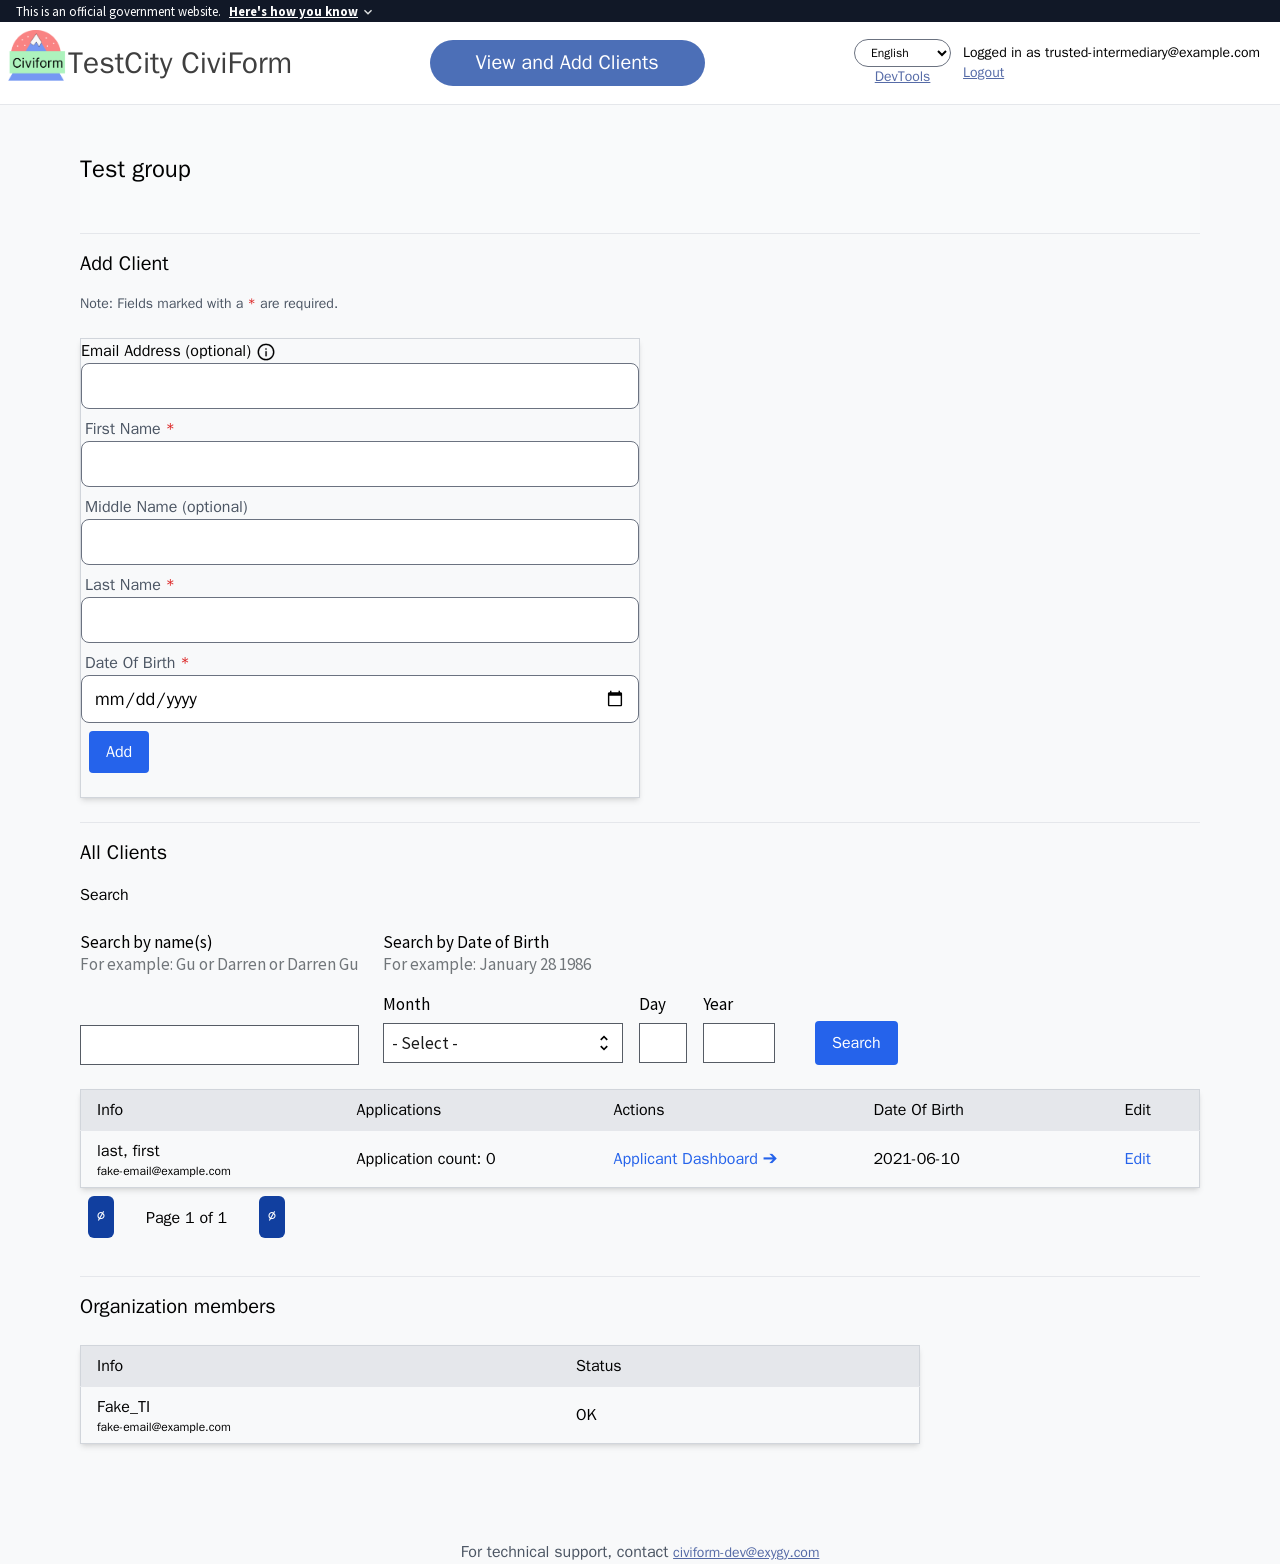 This is an official government website. Here's how you know
Civiform
TestCity CiviForm
View and Add Clients
English
DevTools
Logged in as trusted-intermediary@example.com
Logout
Test group
Add Client
Note: Fields marked with a * are required.
Email Address (optional)
First Name *
Middle Name (optional)
Last Name *
Date Of Birth *
mm/dd/yyyy
Add
All Clients
Search
Search by name(s)
For example: Gu or Darren or Darren Gu
Search by Date of Birth
For example: January 28 1986
Month Day Year
- Select -
Search
Info Applications Actions Date Of Birth Edit
last, first
fake-email@example.com
Application count: 0 Applicant Dashboard ➔ 2021-06-10 Edit
∅ Page 1 of 1 ∅
Organization members
Info Status
Fake_TI
fake-email@example.com
OK
For technical support, contact civiform-dev@exygy.com